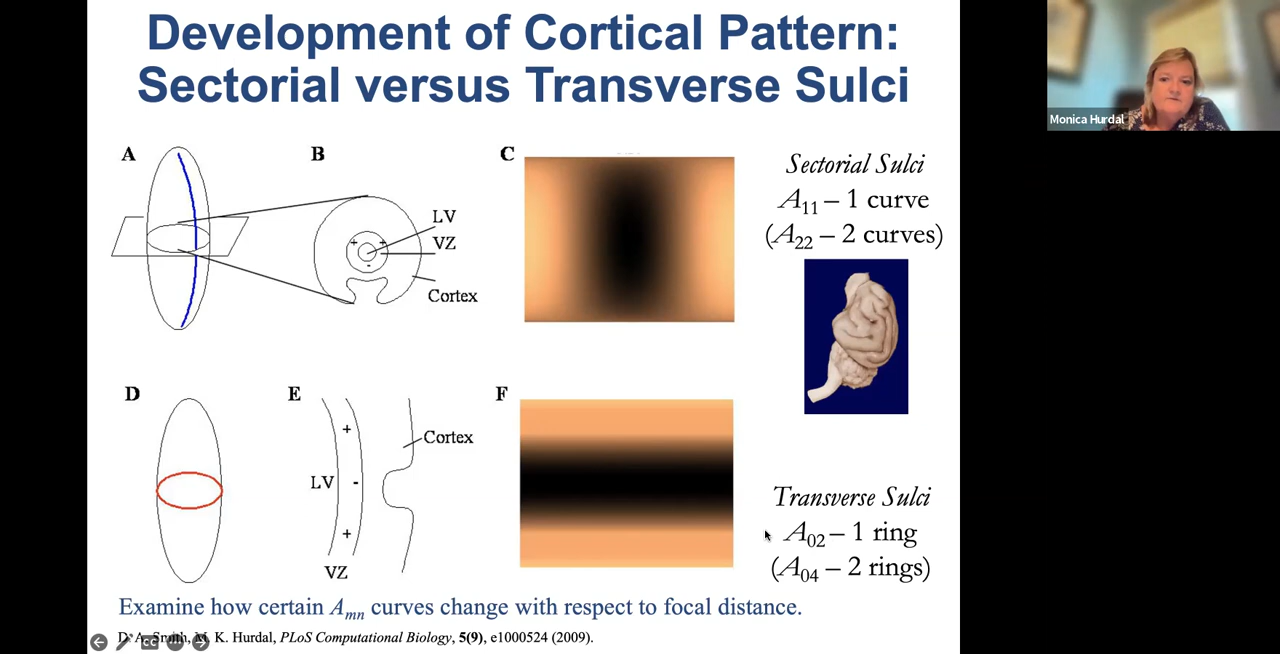 Development of Cortical Pattern:
Sectorial versus Transverse Sulci
Monica Hurdal
A
B
C
LV
VZ
Cortex
+
+
-
Sectorial Sulci
A11 – 1 curve
(A22 – 2 curves)
D
E
F
+
Cortex
LV
-
+
VZ
Transverse Sulci
A02 – 1 ring
(A04 – 2 rings)
Examine how certain Amn curves change with respect to focal distance.
D. A. Smith, M. K. Hurdal, PLoS Computational Biology, 5(9), e1000524 (2009).
CC